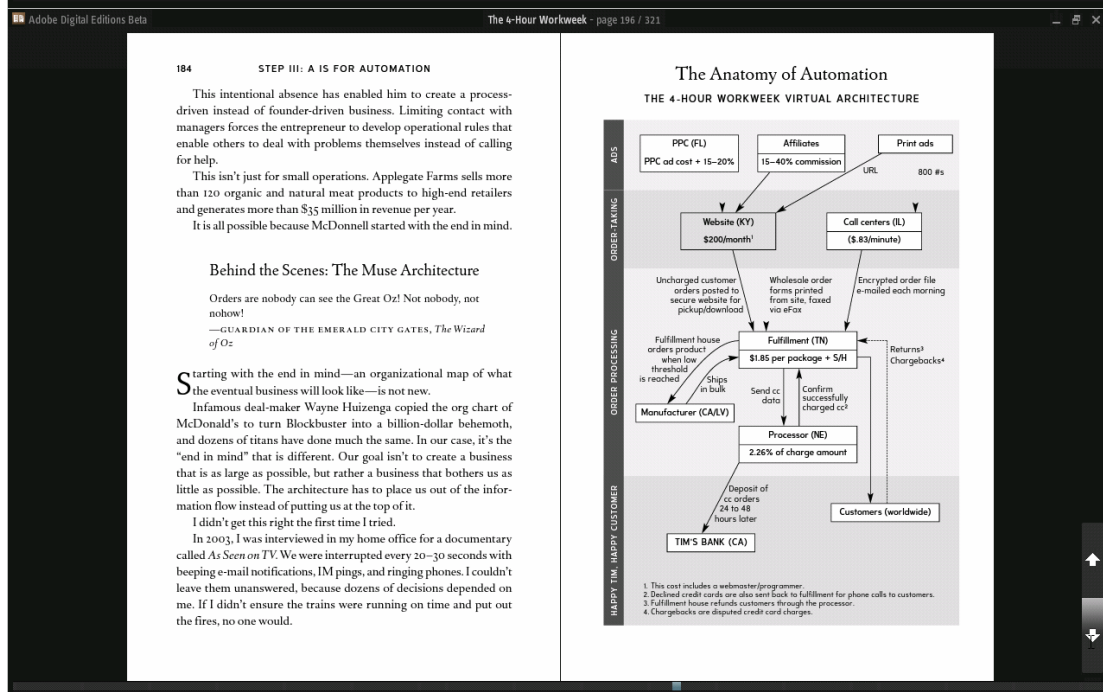 Adobe Digital Editions Beta
The 4-Hour Workweek - page 196 / 321
184 STEP III: A IS FOR AUTOMATION
This intentional absence has enabled him to create a process-
driven instead of founder-driven business. Limiting contact with
managers forces the entrepreneur to develop operational rules that
enable others to deal with problems themselves instead of calling
for help.
This isn't just for small operations. Applegate Farms sells more
than 120 organic and natural meat products to high-end retailers
and generates more than $35 million in revenue per year.
It is all possible because McDonnell started with the end in mind.
Behind the Scenes: The Muse Architecture
Orders are nobody can see the Great Oz! Not nobody, not
nohow!
—GUARDIAN OF THE EMERALD CITY GATES, The Wizard
of Oz
Starting with the end in mind—an organizational map of what
the eventual business will look like—is not new.
Infamous deal-maker Wayne Huizenga copied the org chart of
McDonald's to turn Blockbuster into a billion-dollar behemoth,
and dozens of titans have done much the same. In our case, it's the
"end in mind" that is different. Our goal isn't to create a business
that is as large as possible, but rather a business that bothers us as
little as possible. The architecture has to place us out of the infor-
mation flow instead of putting us at the top of it.
I didn't get this right the first time I tried.
In 2003, I was interviewed in my home office for a documentary
called As Seen on TV. We were interrupted every 20–30 seconds with
beeping e-mail notifications, IM pings, and ringing phones. I couldn't
leave them unanswered, because dozens of decisions depended on
me. If I didn't ensure the trains were running on time and put out
the fires, no one would.
The Anatomy of Automation
THE 4-HOUR WORKWEEK VIRTUAL ARCHITECTURE
ADS
PPC (FL)
PPC ad cost + 15–20%
Affiliates
15–40% commission
Print ads
URL
800 #s
ORDER-TAKING
Website (KY)
$200/month¹
Call centers (IL)
($.83/minute)
ORDER PROCESSING
Uncharged customer
orders posted to
secure website for
pickup/download
Wholesale order
forms printed
from site, faxed
via eFax
Encrypted order file
e-mailed each morning
Fulfillment (TN)
$1.85 per package + S/H
Fulfillment house
orders product
when low
threshold
is reached
Ships
in bulk
Returns³
Chargebacks⁴
Manufacturer (CA/LV)
Send cc
data
Confirm
successfully
charged cc²
Processor (NE)
2.26% of charge amount
HAPPY TIM, HAPPY CUSTOMER
Deposit of
cc orders
24 to 48
hours later
Customers (worldwide)
TIM'S BANK (CA)
1. This cost includes a webmaster/programmer.
2. Declined credit cards are also sent back to fulfillment for phone calls to customers.
3. Fulfillment house refunds customers through the processor.
4. Chargebacks are disputed credit card charges.